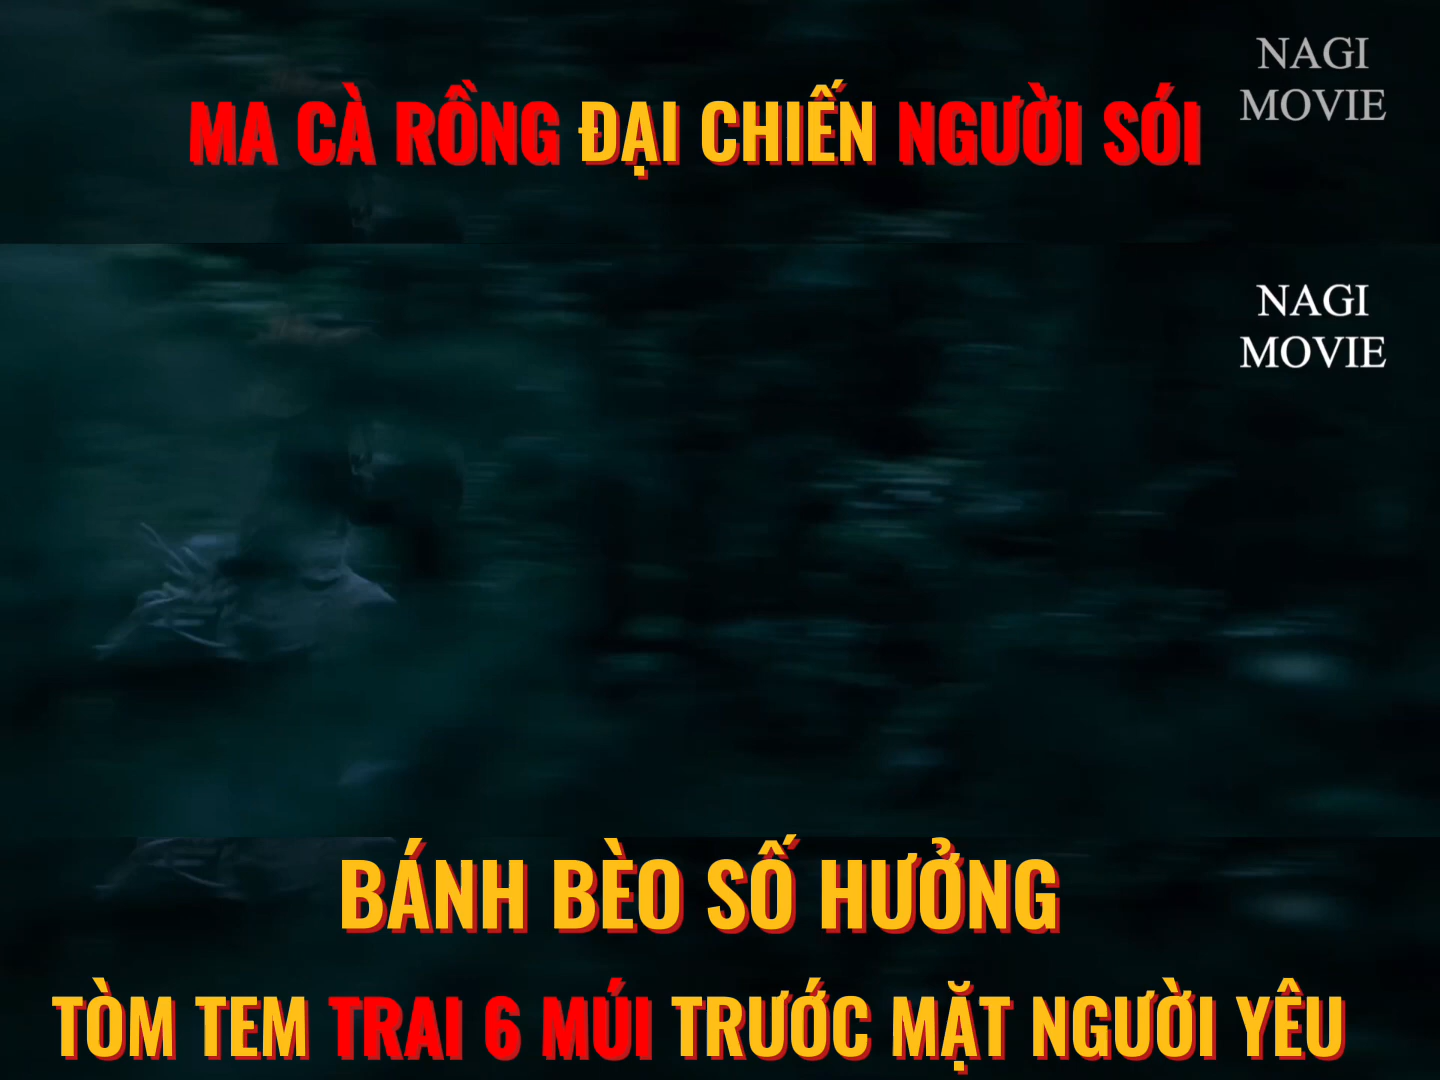 NAGI
MOVIE
MA CÀ RỒNG ĐẠI CHIẾN NGƯỜI SÓI
NAGI
MOVIE
BÁNH BÈO SỐ HƯỞNG
TÒM TEM TRAI 6 MÚI TRƯỚC MẶT NGƯỜI YÊU